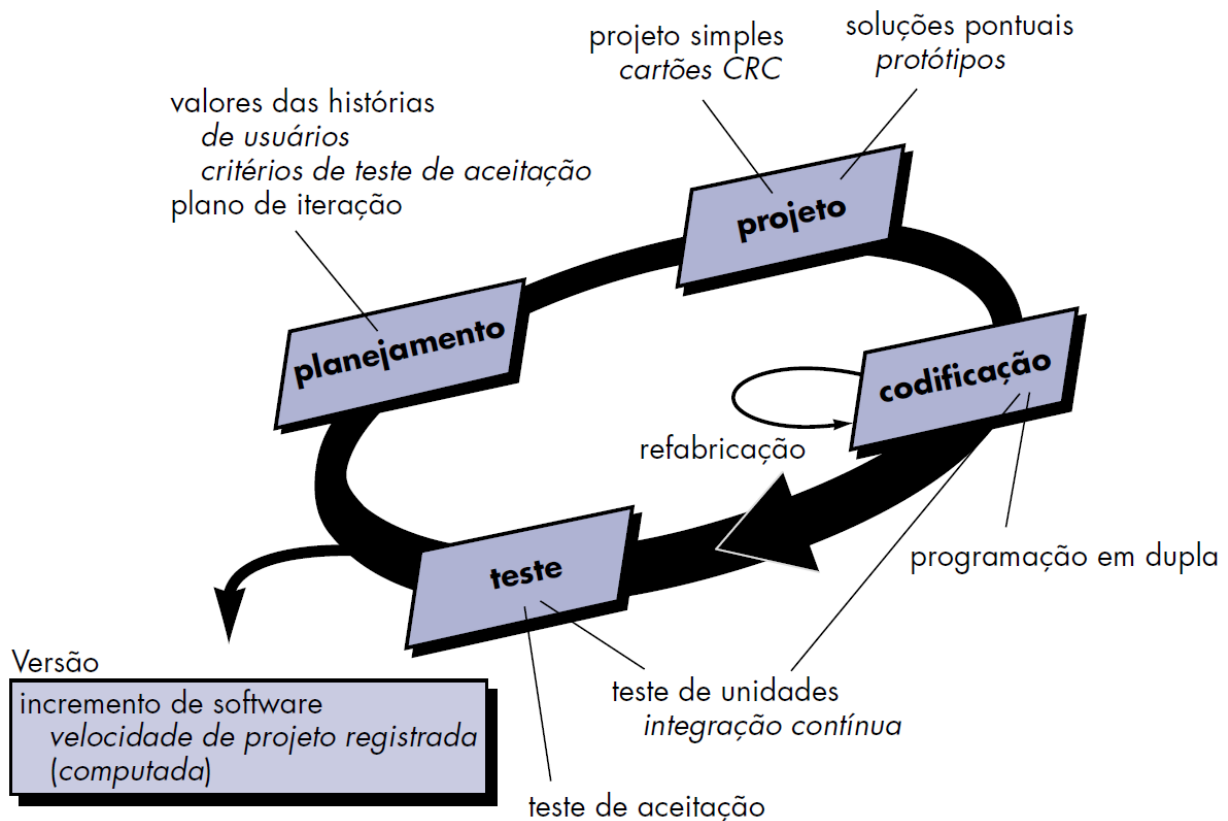 projeto simples
cartões CRC
soluções pontuais
protótipos
valores das histórias
de usuários
critérios de teste de aceitação
plano de iteração
projeto
planejamento
codificação
refabricação
programação em dupla
teste
teste de unidades
integração contínua
teste de aceitação
Versão
incremento de software
velocidade de projeto registrada
(computada)